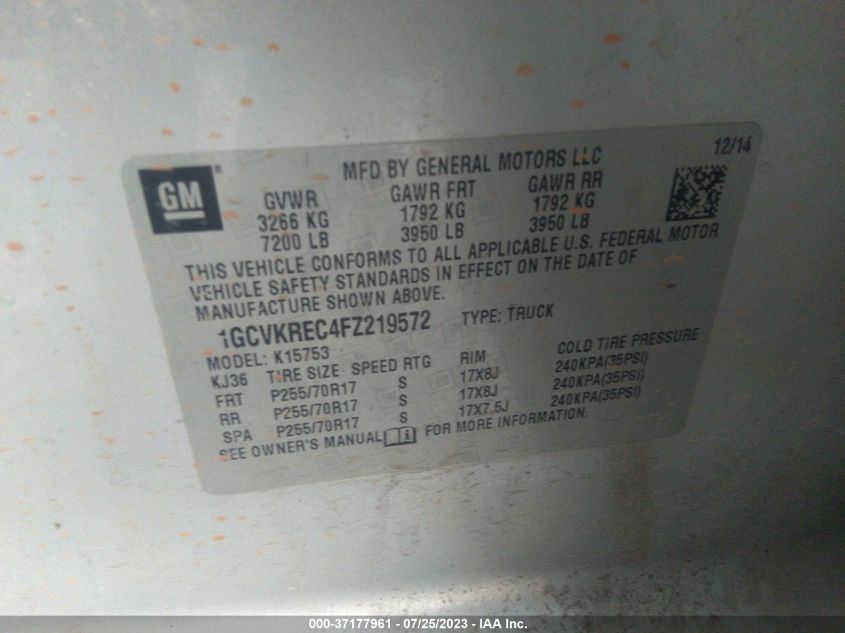 12/14
MFD BY GENERAL MOTORS LLC
GM®
GVWR GAWR FRT GAWR RR
3266 KG 1792 KG 1792 KG
7200 LB 3950 LB 3950 LB
THIS VEHICLE CONFORMS TO ALL APPLICABLE U.S. FEDERAL MOTOR
VEHICLE SAFETY STANDARDS IN EFFECT ON THE DATE OF
MANUFACTURE SHOWN ABOVE.
1GCVKREC4FZ219572 TYPE: TRUCK
MODEL: K15753
KJ36 TIRE SIZE SPEED RTG RIM COLD TIRE PRESSURE
FRT P255/70R17 S 17X8J 240KPA(35PSI)
RR P255/70R17 S 17X8J 240KPA(35PSI)
SPA P255/70R17 S 17X7.5J 240KPA(35PSI)
SEE OWNER'S MANUAL FOR MORE INFORMATION.
000-37177961 - 07/25/2023 - IAA Inc.